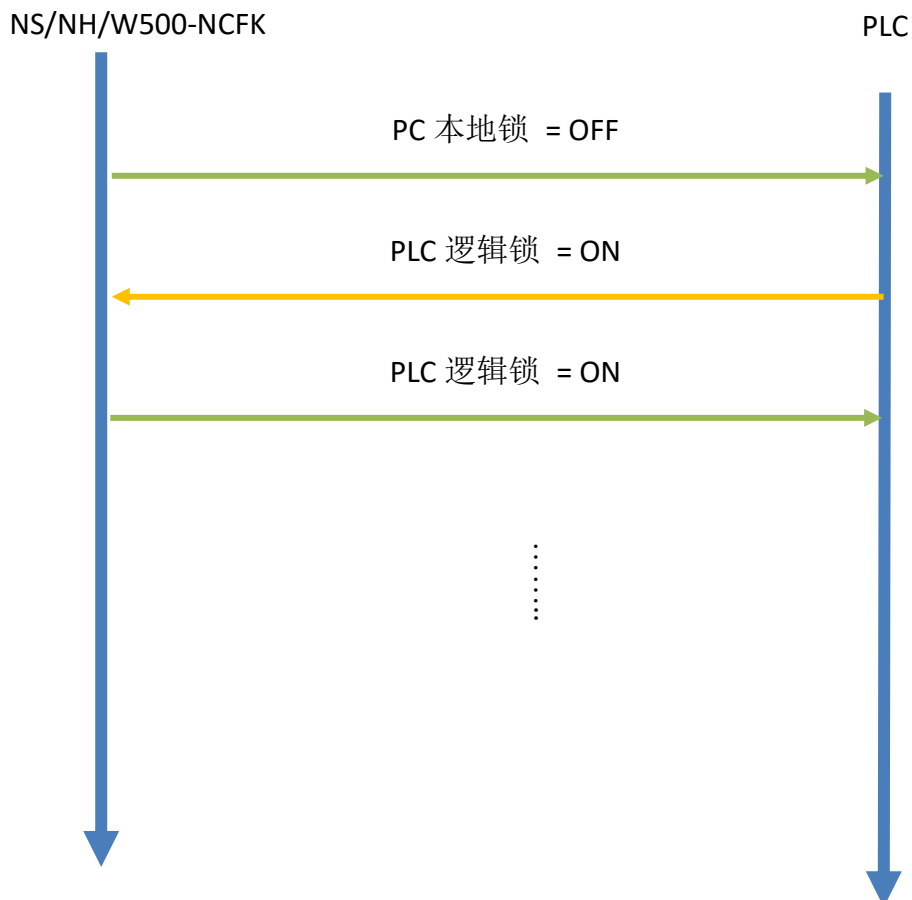 NS/NH/W500-NCFK
PLC
PC 本地锁 = OFF
PLC 逻辑锁 = ON
PLC 逻辑锁 = ON
........